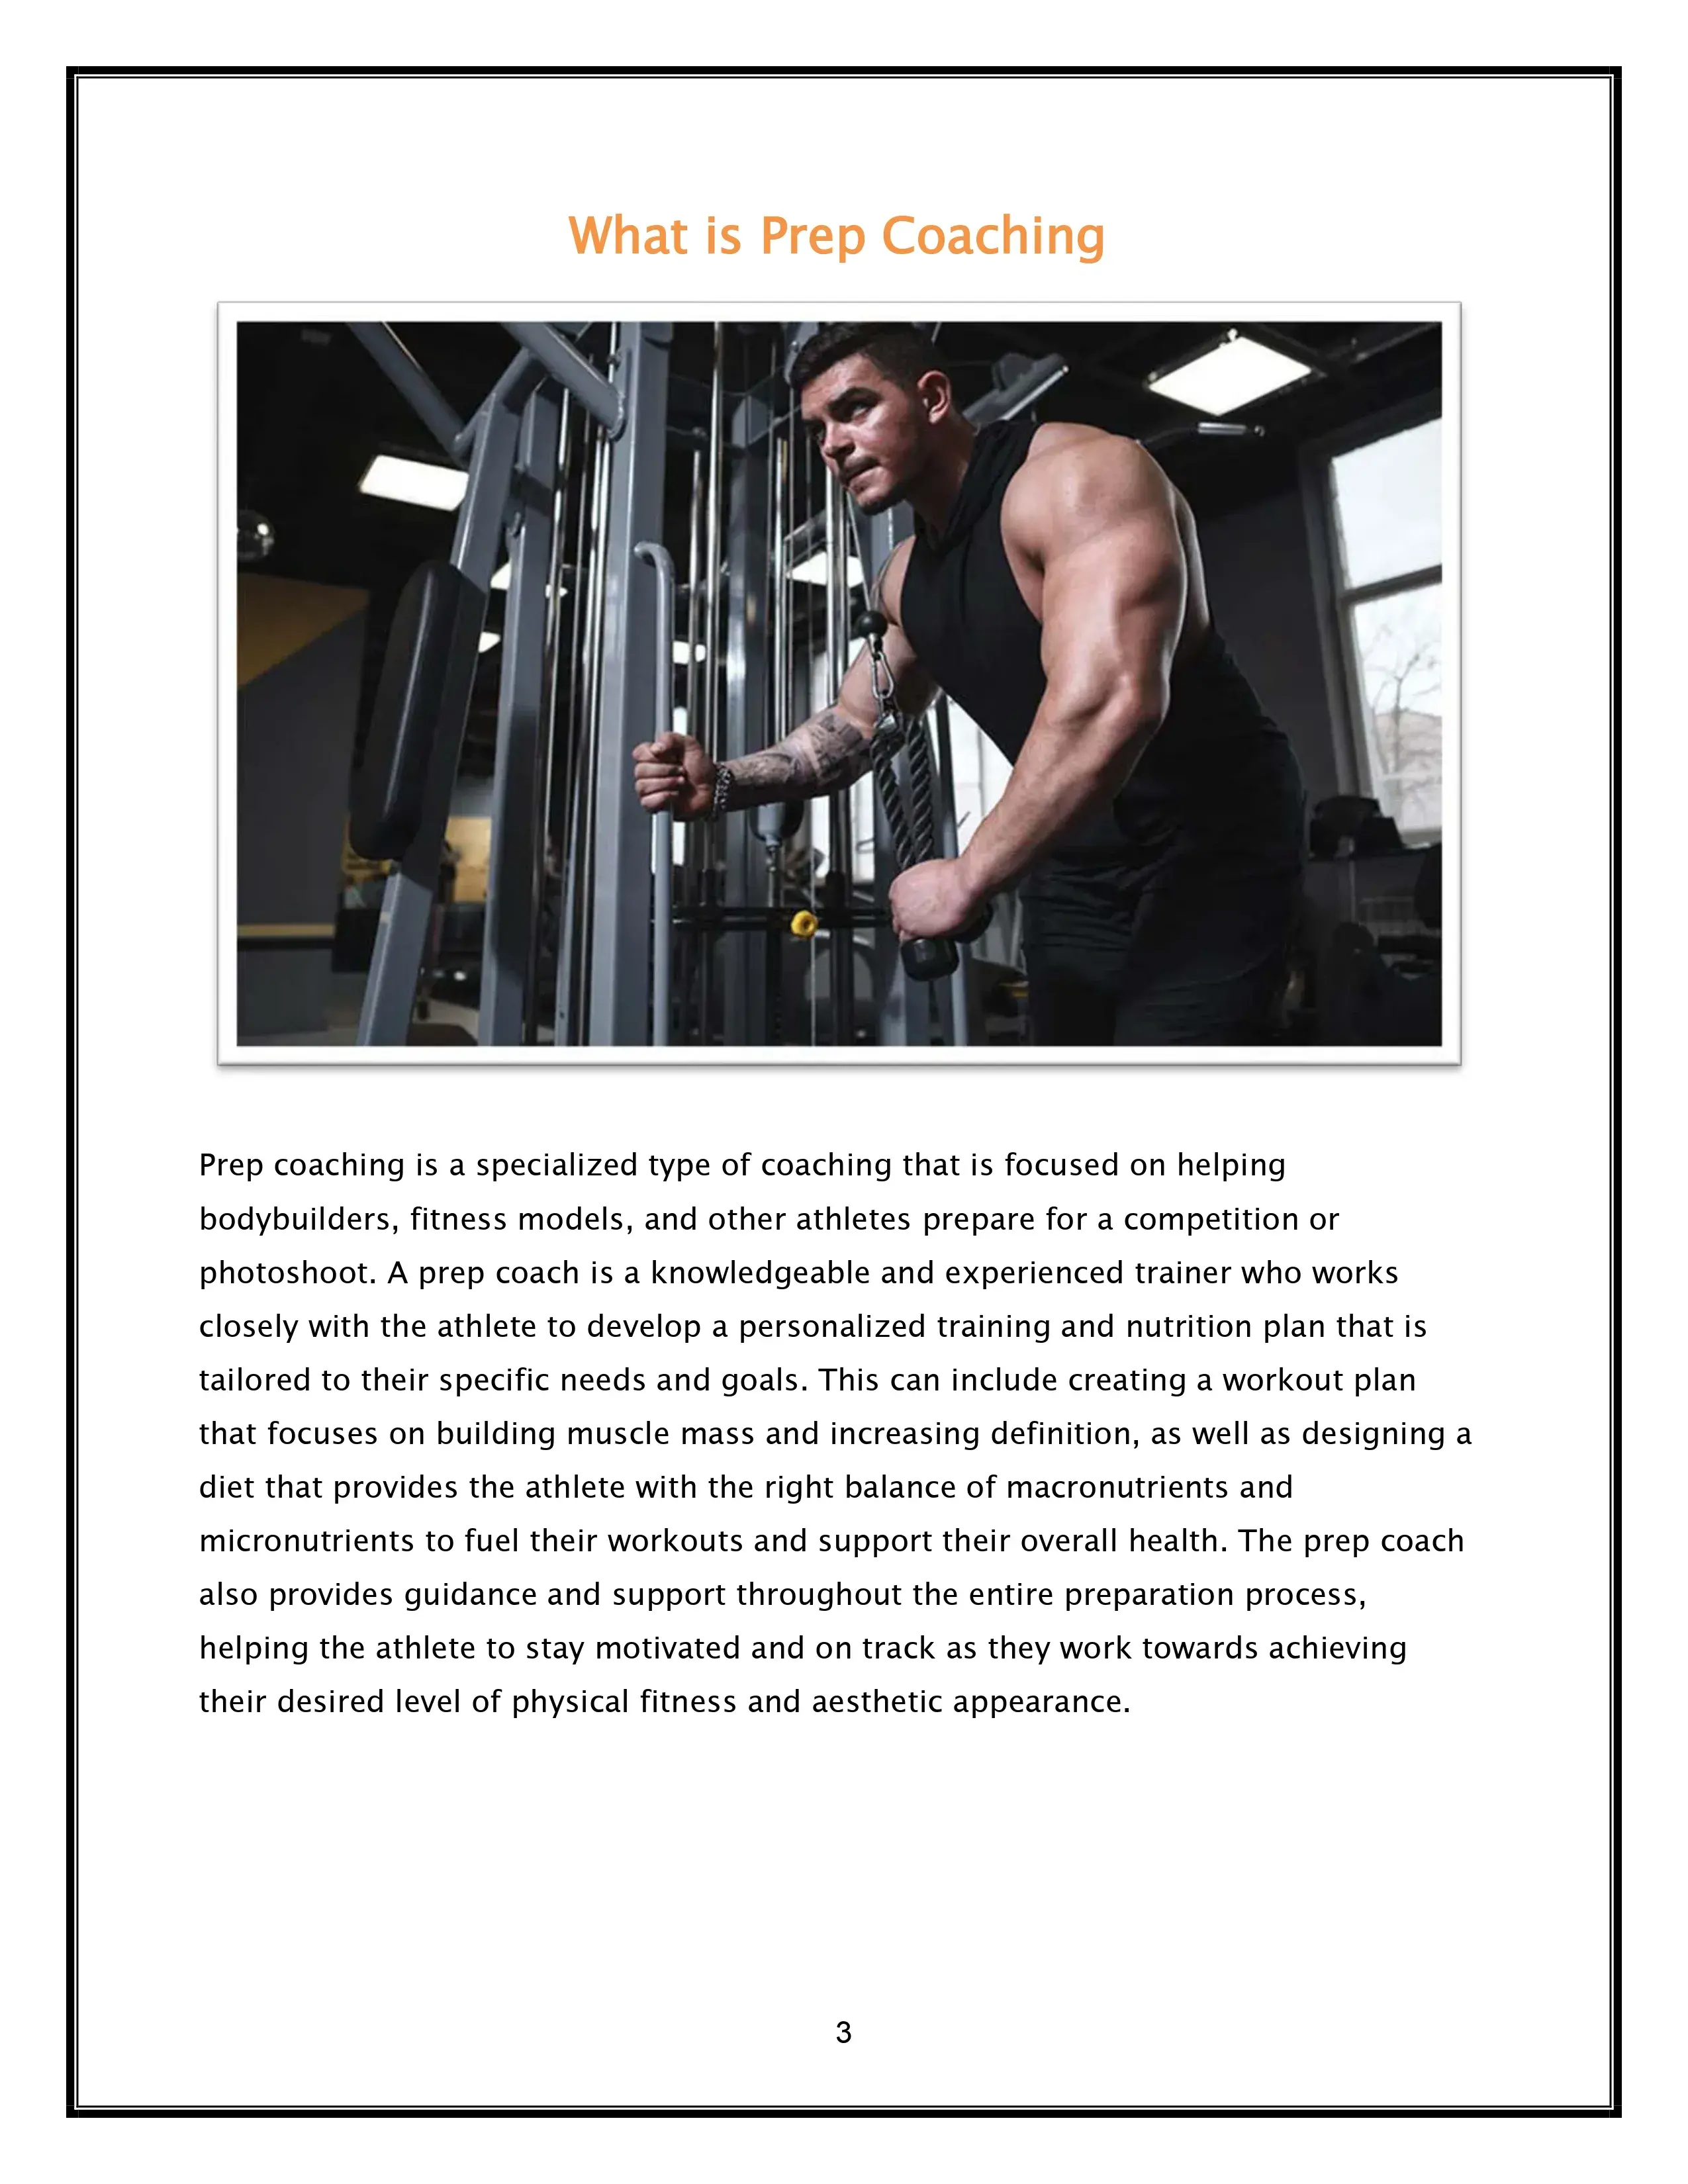 What is Prep Coaching
Prep coaching is a specialized type of coaching that is focused on helping
bodybuilders, fitness models, and other athletes prepare for a competition or
photoshoot. A prep coach is a knowledgeable and experienced trainer who works
closely with the athlete to develop a personalized training and nutrition plan that is
tailored to their specific needs and goals. This can include creating a workout plan
that focuses on building muscle mass and increasing definition, as well as designing a
diet that provides the athlete with the right balance of macronutrients and
micronutrients to fuel their workouts and support their overall health. The prep coach
also provides guidance and support throughout the entire preparation process,
helping the athlete to stay motivated and on track as they work towards achieving
their desired level of physical fitness and aesthetic appearance.
3